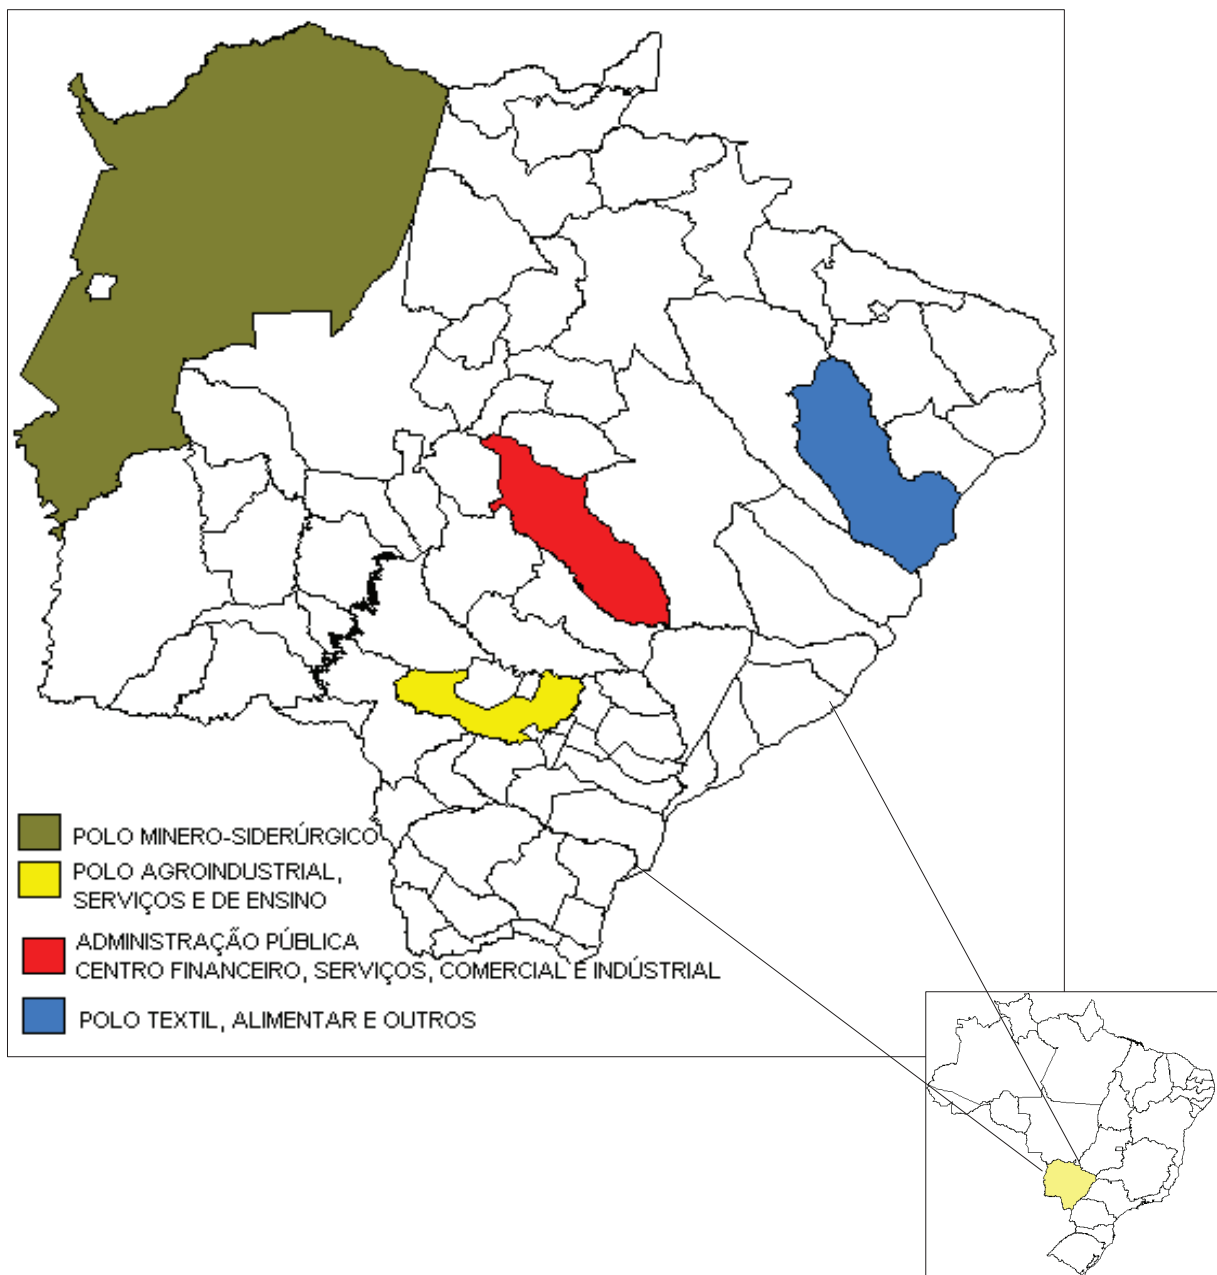 POLO MINERO-SIDERÚRGICO
POLO AGROINDUSTRIAL,
SERVIÇOS E DE ENSINO
ADMINISTRAÇÃO PÚBLICA
CENTRO FINANCEIRO, SERVIÇOS, COMERCIAL E INDÚSTRIAL
POLO TEXTIL, ALIMENTAR E OUTROS